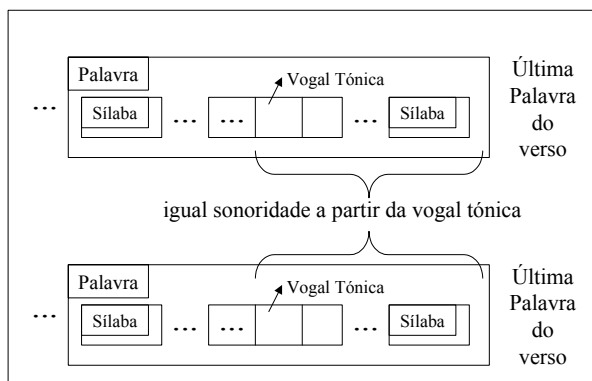 Palavra
Vogal Tónica
...
Sílaba
...
...
...
Sílaba
Última
Palavra
do
verso
igual sonoridade a partir da vogal tónica
Palavra
Vogal Tónica
...
Sílaba
...
...
...
Sílaba
Última
Palavra
do
verso